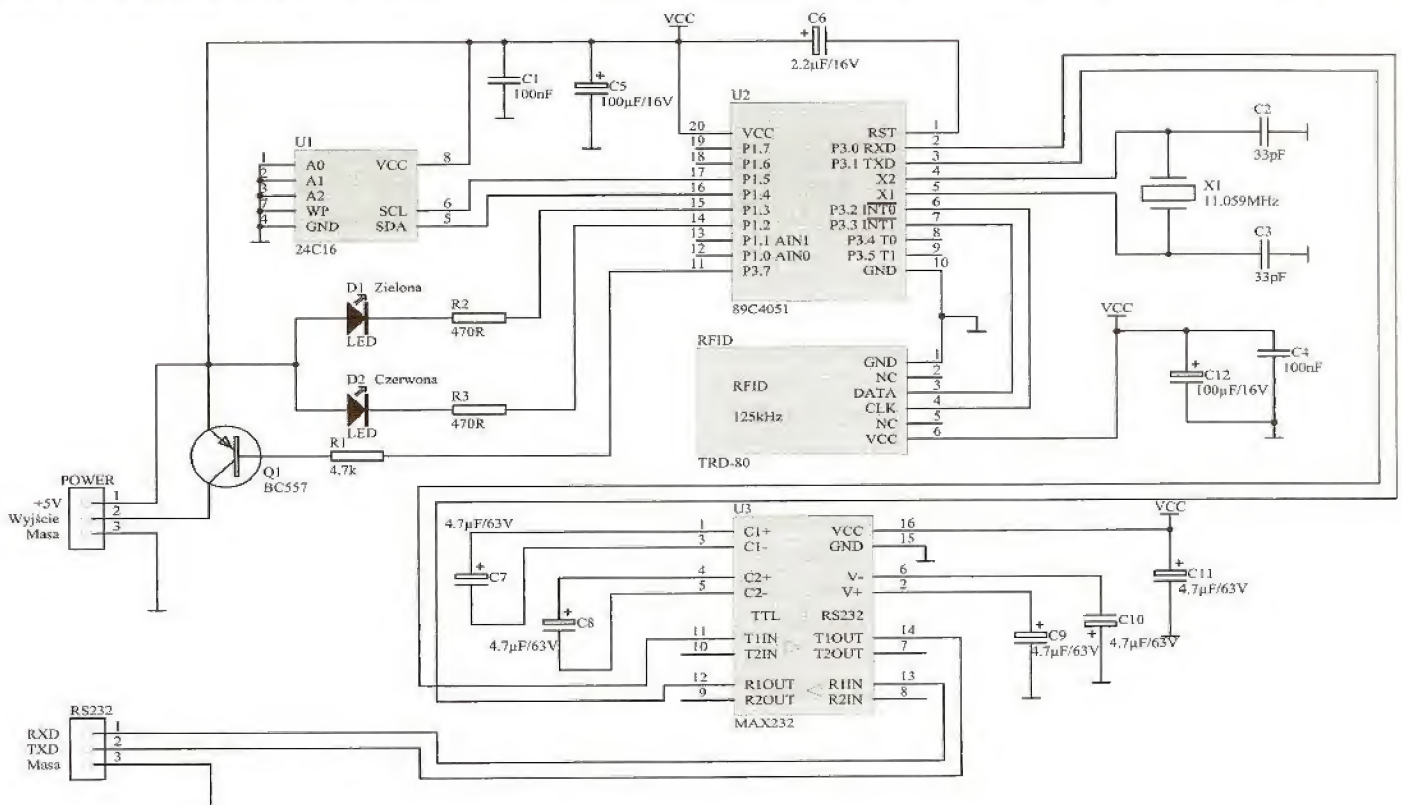 VCC
C6
+
2.2µF/16V
C1
100nF
+
C5
100µF/16V
U1
1 A0 VCC 8
2 A1
3 A2
7 WP SCL 6
4 GND SDA 5
24C16
U2
20 VCC RST 1
19 P1.7 P3.0 RXD 2
18 P1.6 P3.1 TXD 3
17 P1.5 X2 4
16 P1.4 X1 5
15 P1.3 P3.2 INT0 6
14 P1.2 P3.3 INT1 7
13 P1.1 AIN1 P3.4 T0 8
12 P1.0 AIN0 P3.5 T1 9
11 P3.7 GND 10
89C4051
C2
33pF
X1
11.059MHz
C3
33pF
D1 Zielona
LED
R2
470R
D2 Czerwona
LED
R3
470R
R1
4.7k
Q1
BC557
RFID
RFID
125kHz
GND 1
NC 2
DATA 3
CLK 4
NC 5
VCC 6
TRD-80
VCC
+
C12
100µF/16V
C4
100nF
POWER
+5V 1
Wyjście 2
Masa 3
U3
1 C1+ VCC 16
3 C1- GND 15
4 C2+ V- 6
5 C2- V+ 2
TTL RS232
11 T1IN T1OUT 14
10 T2IN T2OUT 7
12 R1OUT R1IN 13
9 R2OUT R2IN 8
MAX232
4.7µF/63V
+
C7
+
C8
4.7µF/63V
VCC
+
C11
4.7µF/63V
+
C10
4.7µF/63V
+
C9
4.7µF/63V
RS232
RXD 1
TXD 2
Masa 3